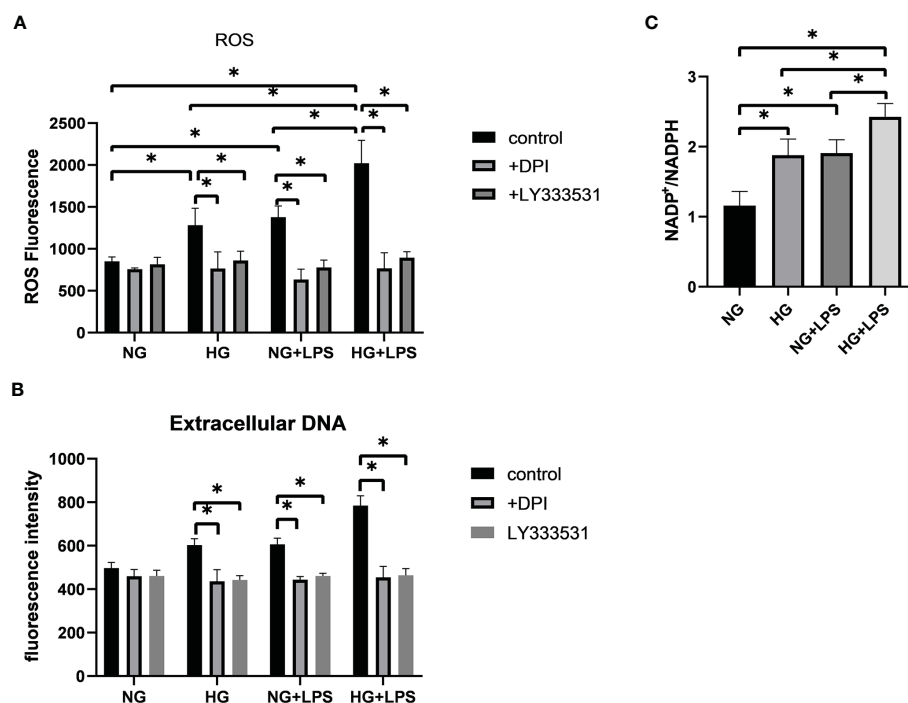 A
ROS
* * * * * * * * * * * *
ROS Fluorescence
2500
2000
1500
1000
500
0
NG HG NG+LPS HG+LPS
control
+DPI
+LY333531
B
Extracellular DNA
* * * * * *
fluorescence intensity
1000
800
600
400
200
0
NG HG NG+LPS HG+LPS
control
+DPI
LY333531
C
* * * * *
NADP⁺/NADPH
3
2
1
0
NG HG NG+LPS HG+LPS